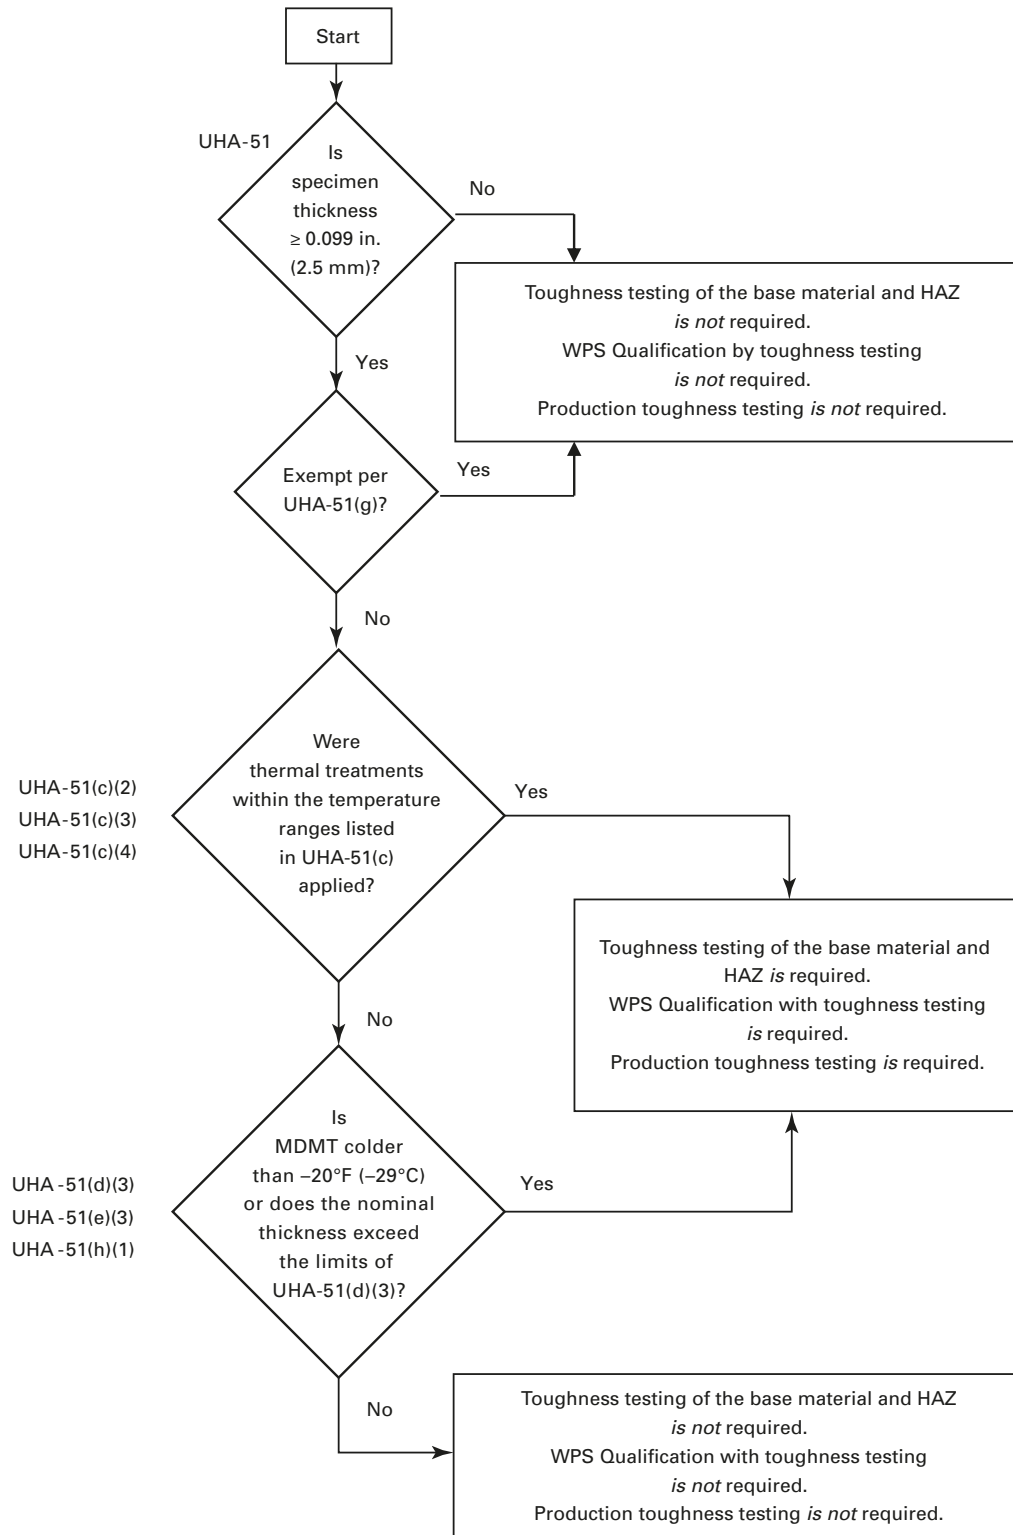 Start
UHA-51
Is
specimen
thickness
≥ 0.099 in.
(2.5 mm)?
No
Toughness testing of the base material and HAZ
is not required.
WPS Qualification by toughness testing
is not required.
Production toughness testing is not required.
Yes
Exempt per
UHA-51(g)?
Yes
No
Were
thermal treatments
within the temperature
ranges listed
in UHA-51(c)
applied?
UHA-51(c)(2)
UHA-51(c)(3)
UHA-51(c)(4)
Yes
Toughness testing of the base material and
HAZ is required.
WPS Qualification with toughness testing
is required.
Production toughness testing is required.
No
Is
MDMT colder
than –20°F (–29°C)
or does the nominal
thickness exceed
the limits of
UHA-51(d)(3)?
UHA-51(d)(3)
UHA-51(e)(3)
UHA-51(h)(1)
Yes
No
Toughness testing of the base material and HAZ
is not required.
WPS Qualification with toughness testing
is not required.
Production toughness testing is not required.